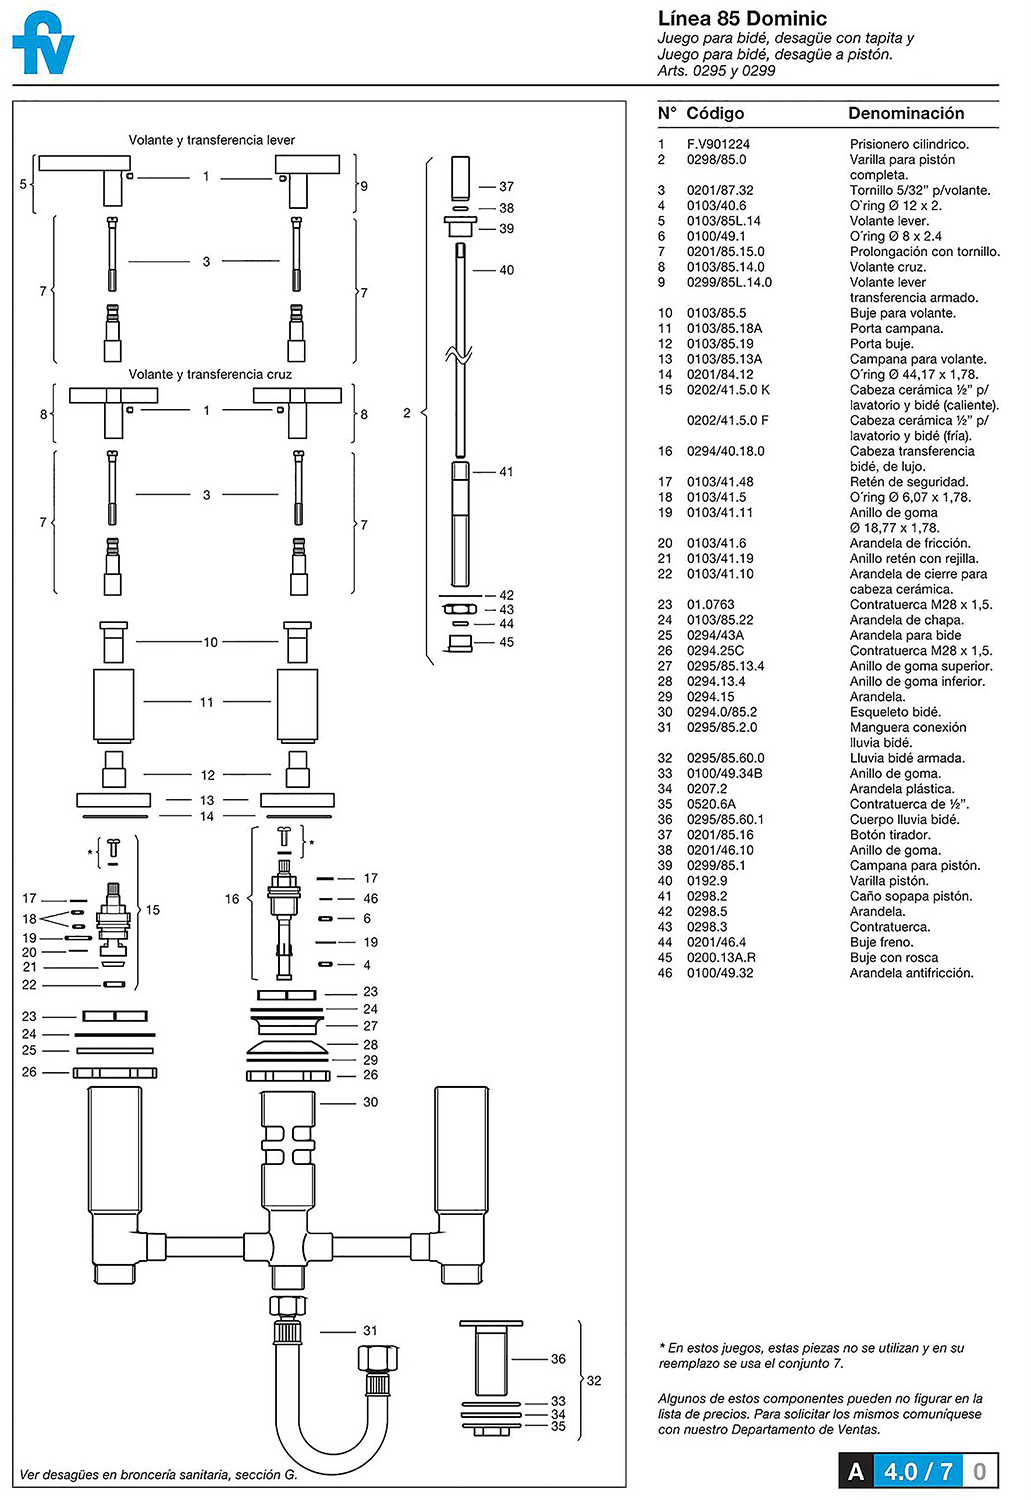 fv
Línea 85 Dominic
Juego para bidé, desagüe con tapita y
Juego para bidé, desagüe a pistón.
Arts. 0295 y 0299
N° Código Denominación
1 F.V901224 Prisionero cilindrico.
2 0298/85.0 Varilla para pistón
completa.
3 0201/87.32 Tornillo 5/32” p/volante.
4 0103/40.6 O`ring Ø 12 x 2.
5 0103/85L.14 Volante lever.
6 0100/49.1 O´ring Ø 8 x 2.4
7 0201/85.15.0 Prolongación con tornillo.
8 0103/85.14.0 Volante cruz.
9 0299/85L.14.0 Volante lever
transferencia armado.
10 0103/85.5 Buje para volante.
11 0103/85.18A Porta campana.
12 0103/85.19 Porta buje.
13 0103/85.13A Campana para volante.
14 0201/84.12 O´ring Ø 44,17 x 1,78.
15 0202/41.5.0 K Cabeza cerámica ½” p/
lavatorio y bidé (caliente).
0202/41.5.0 F Cabeza cerámica ½” p/
lavatorio y bidé (fría).
16 0294/40.18.0 Cabeza transferencia
bidé, de lujo.
17 0103/41.48 Retén de seguridad.
18 0103/41.5 O´ring Ø 6,07 x 1,78.
19 0103/41.11 Anillo de goma
Ø 18,77 x 1,78.
20 0103/41.6 Arandela de fricción.
21 0103/41.19 Anillo retén con rejilla.
22 0103/41.10 Arandela de cierre para
cabeza cerámica.
23 01.0763 Contratuerca M28 x 1,5.
24 0103/85.22 Arandela de chapa.
25 0294/43A Arandela para bide
26 0294.25C Contratuerca M28 x 1,5.
27 0295/85.13.4 Anillo de goma superior.
28 0294.13.4 Anillo de goma inferior.
29 0294.15 Arandela.
30 0294.0/85.2 Esqueleto bidé.
31 0295/85.2.0 Manguera conexión
lluvia bidé.
32 0295/85.60.0 Lluvia bidé armada.
33 0100/49.34B Anillo de goma.
34 0207.2 Arandela plástica.
35 0520.6A Contratuerca de ½”.
36 0295/85.60.1 Cuerpo lluvia bidé.
37 0201/85.16 Botón tirador.
38 0201/46.10 Anillo de goma.
39 0299/85.1 Campana para pistón.
40 0192.9 Varilla pistón.
41 0298.2 Caño sopapa pistón.
42 0298.5 Arandela.
43 0298.3 Contratuerca.
44 0201/46.4 Buje freno.
45 0200.13A.R Buje con rosca
46 0100/49.32 Arandela antifricción.
Volante y transferencia lever
5 1 9
3
7 7
Volante y transferencia cruz
8 1 8
3
7 7
10
11
12
13
14
* *
17 15 16 17
18 46
6
19 19
20
21 4
22
23 23
24 24
25 27
28
29
26 26
30
31
2
37
38
39
40
41
42
43
44
45
36
32
33
34
35
Ver desagües en broncería sanitaria, sección G.
* En estos juegos, estas piezas no se utilizan y en su
reemplazo se usa el conjunto 7.
Algunos de estos componentes pueden no figurar en la
lista de precios. Para solicitar los mismos comuníquese
con nuestro Departamento de Ventas.
A 4.0 / 7 0